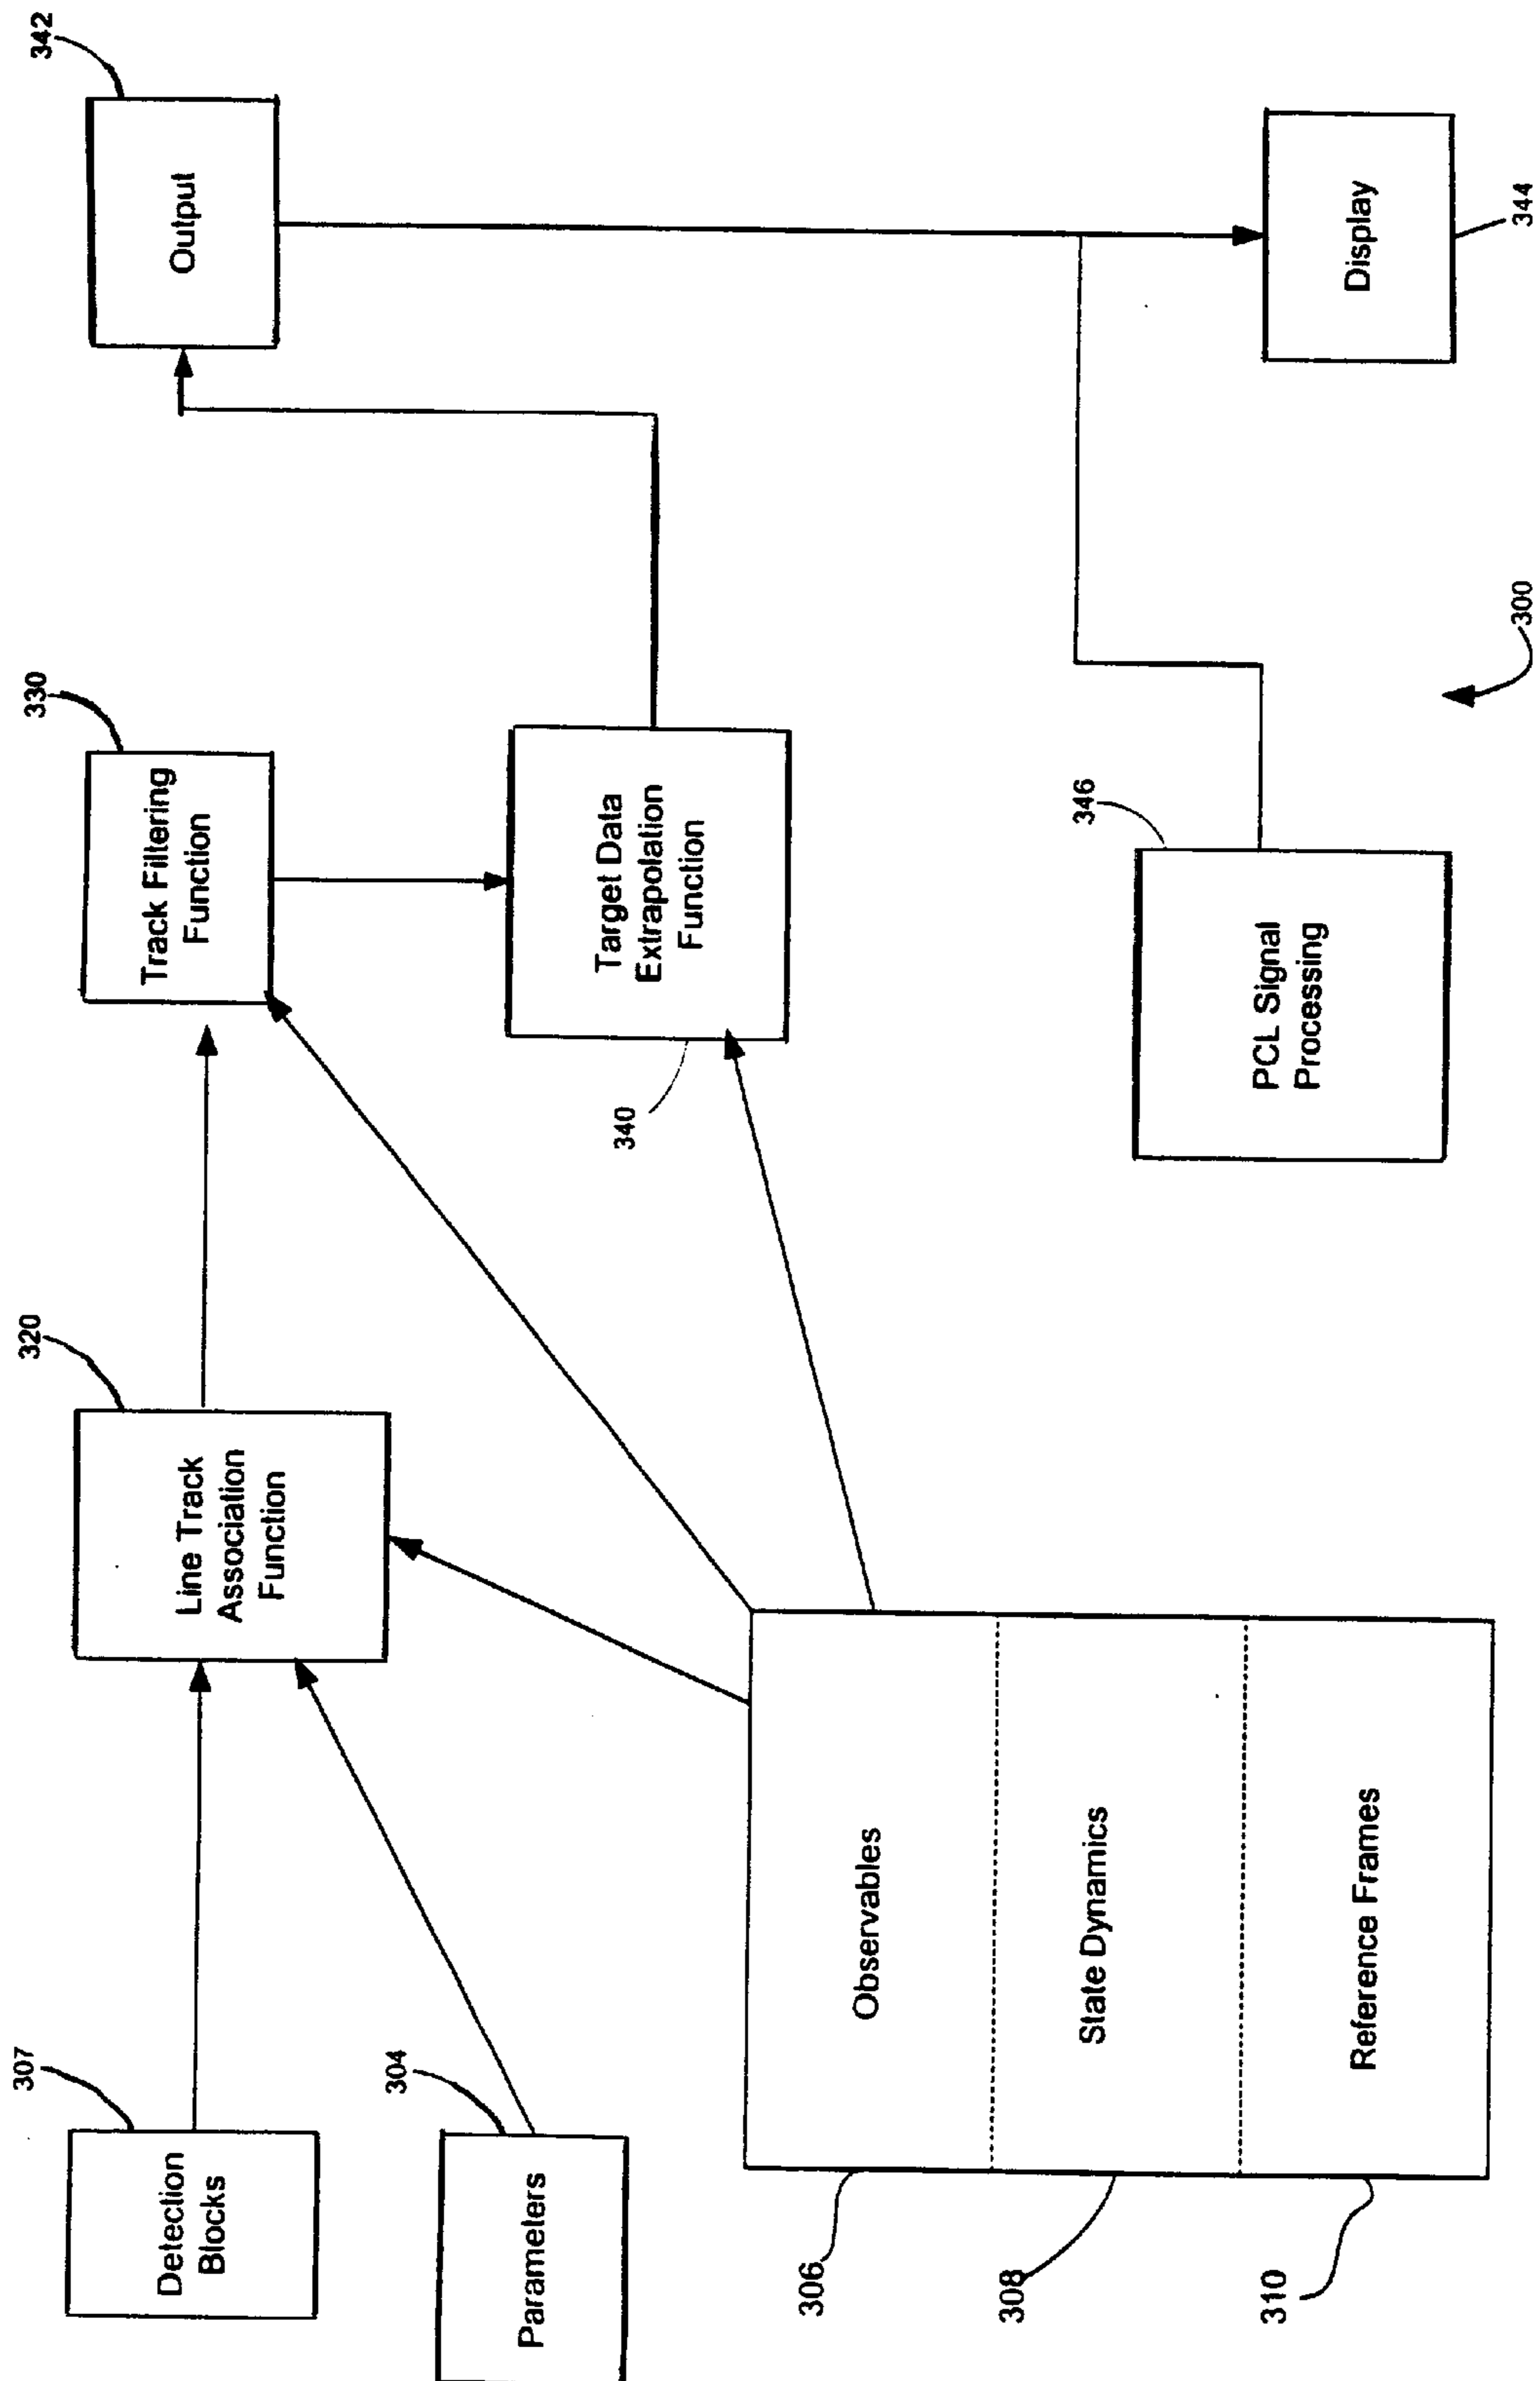 307
Detection
Blocks
304
Parameters
320
Line Track
Association
Function
330
Track Filtering
Function
342
Output
340
Target Data
Extrapolation
Function
306
Observables
308
State Dynamics
310
Reference Frames
346
PCL Signal
Processing
Display
344
300